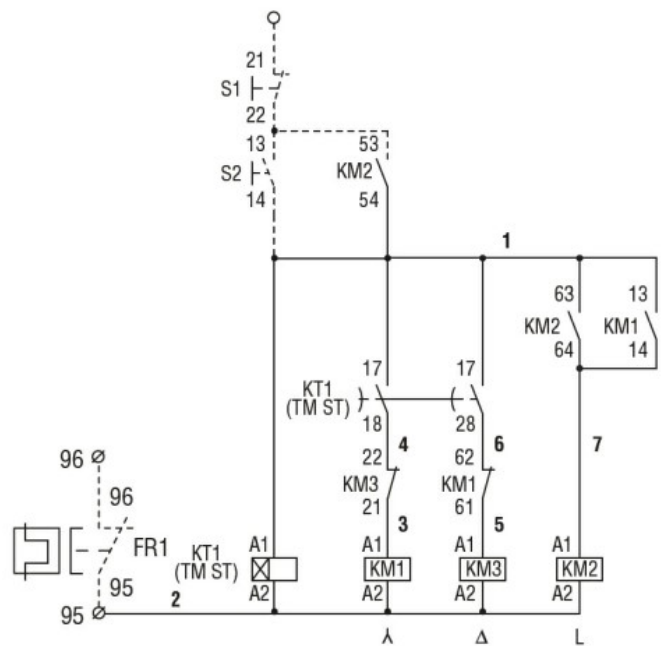 21
S1
22
13 53
S2 KM2
14 54
1
63 13
KM2 KM1
64 14
17 17
KT1
(TM ST)
18 28
4 6 7
96 22 62
96 KM3 KM1
21 61
3 5
FR1 KT1
(TM ST)
A1 A1 A1 A1
KM1 KM3 KM2
95 A2 A2 A2 A2
95 2
Δ L